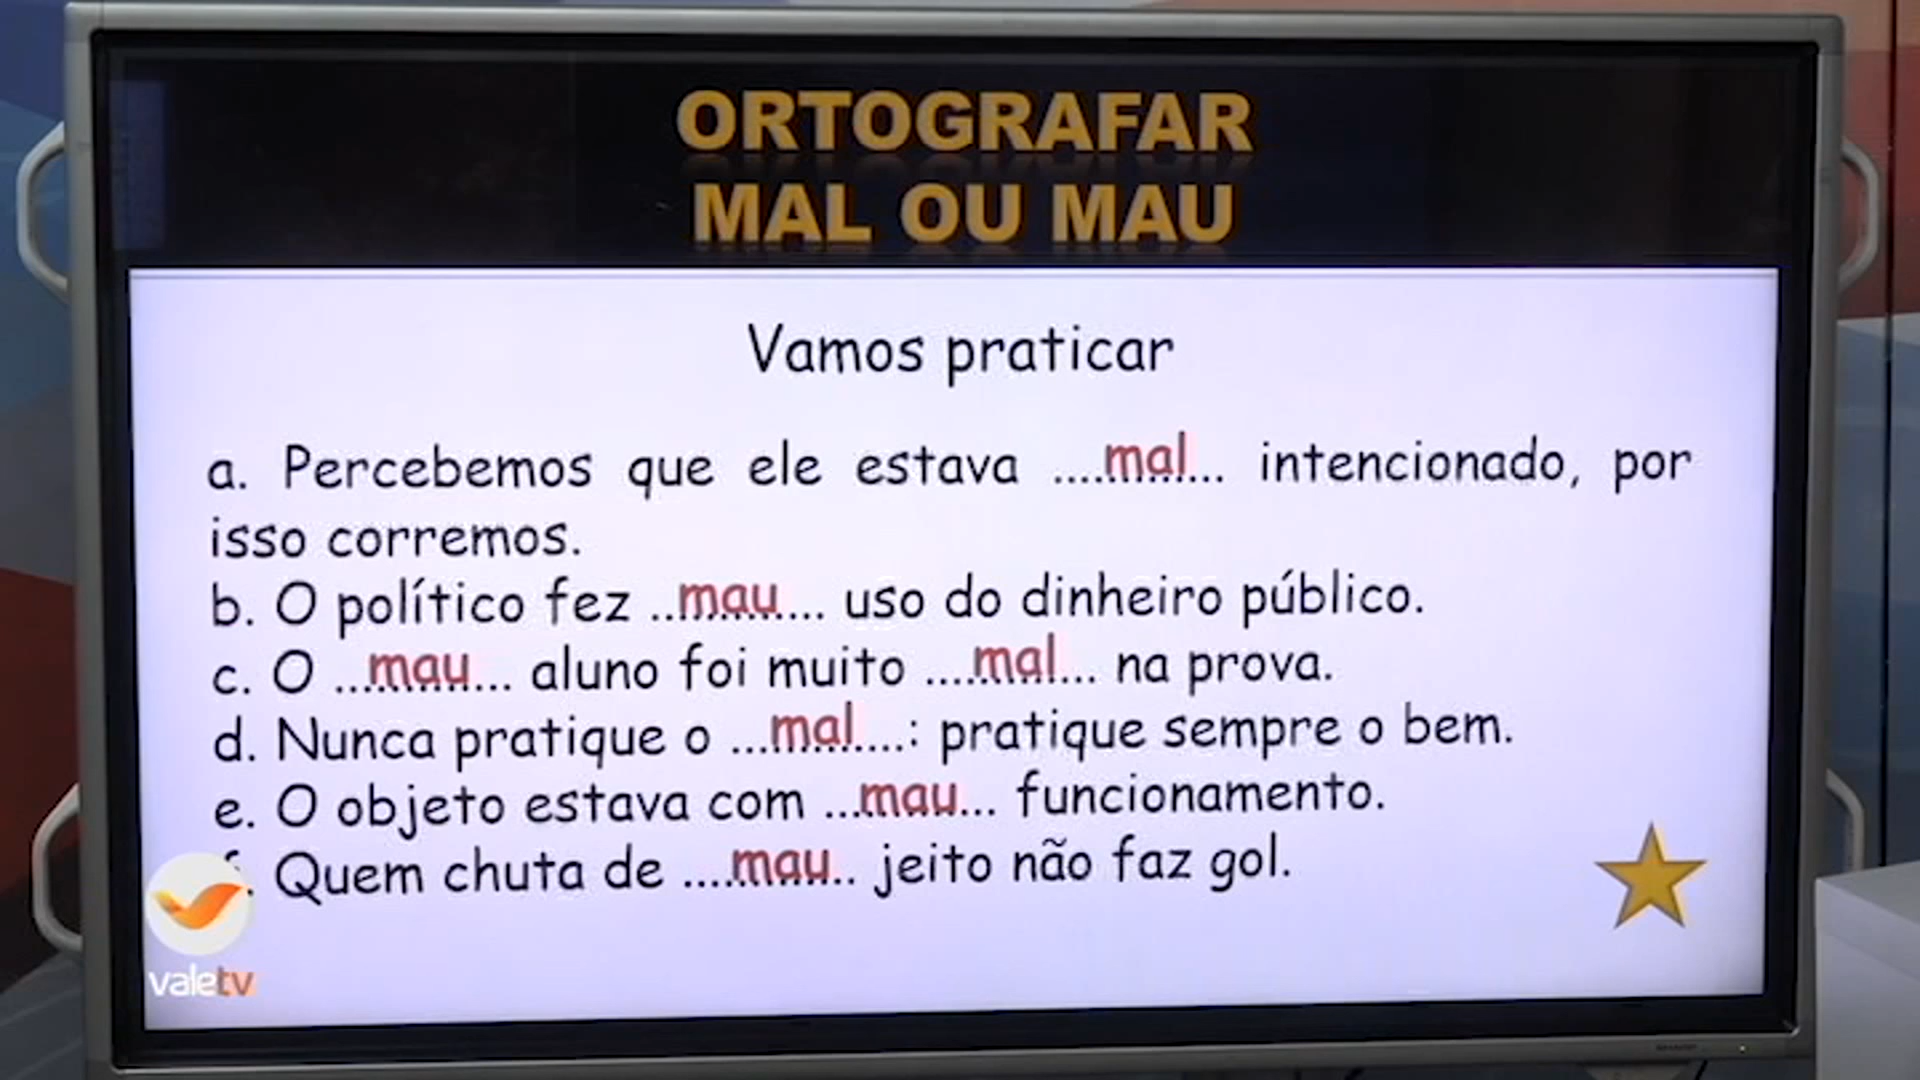 ORTOGRAFAR
MAL OU MAU
Vamos praticar
a. Percebemos que ele estava ....mal... intencionado, por
isso corremos.
b. O político fez ..mau... uso do dinheiro público.
c. O ...mau... aluno foi muito ....mal... na prova.
d. Nunca pratique o ...mal...: pratique sempre o bem.
e. O objeto estava com ...mau... funcionamento.
f. Quem chuta de ....mau.. jeito não faz gol.
valetv